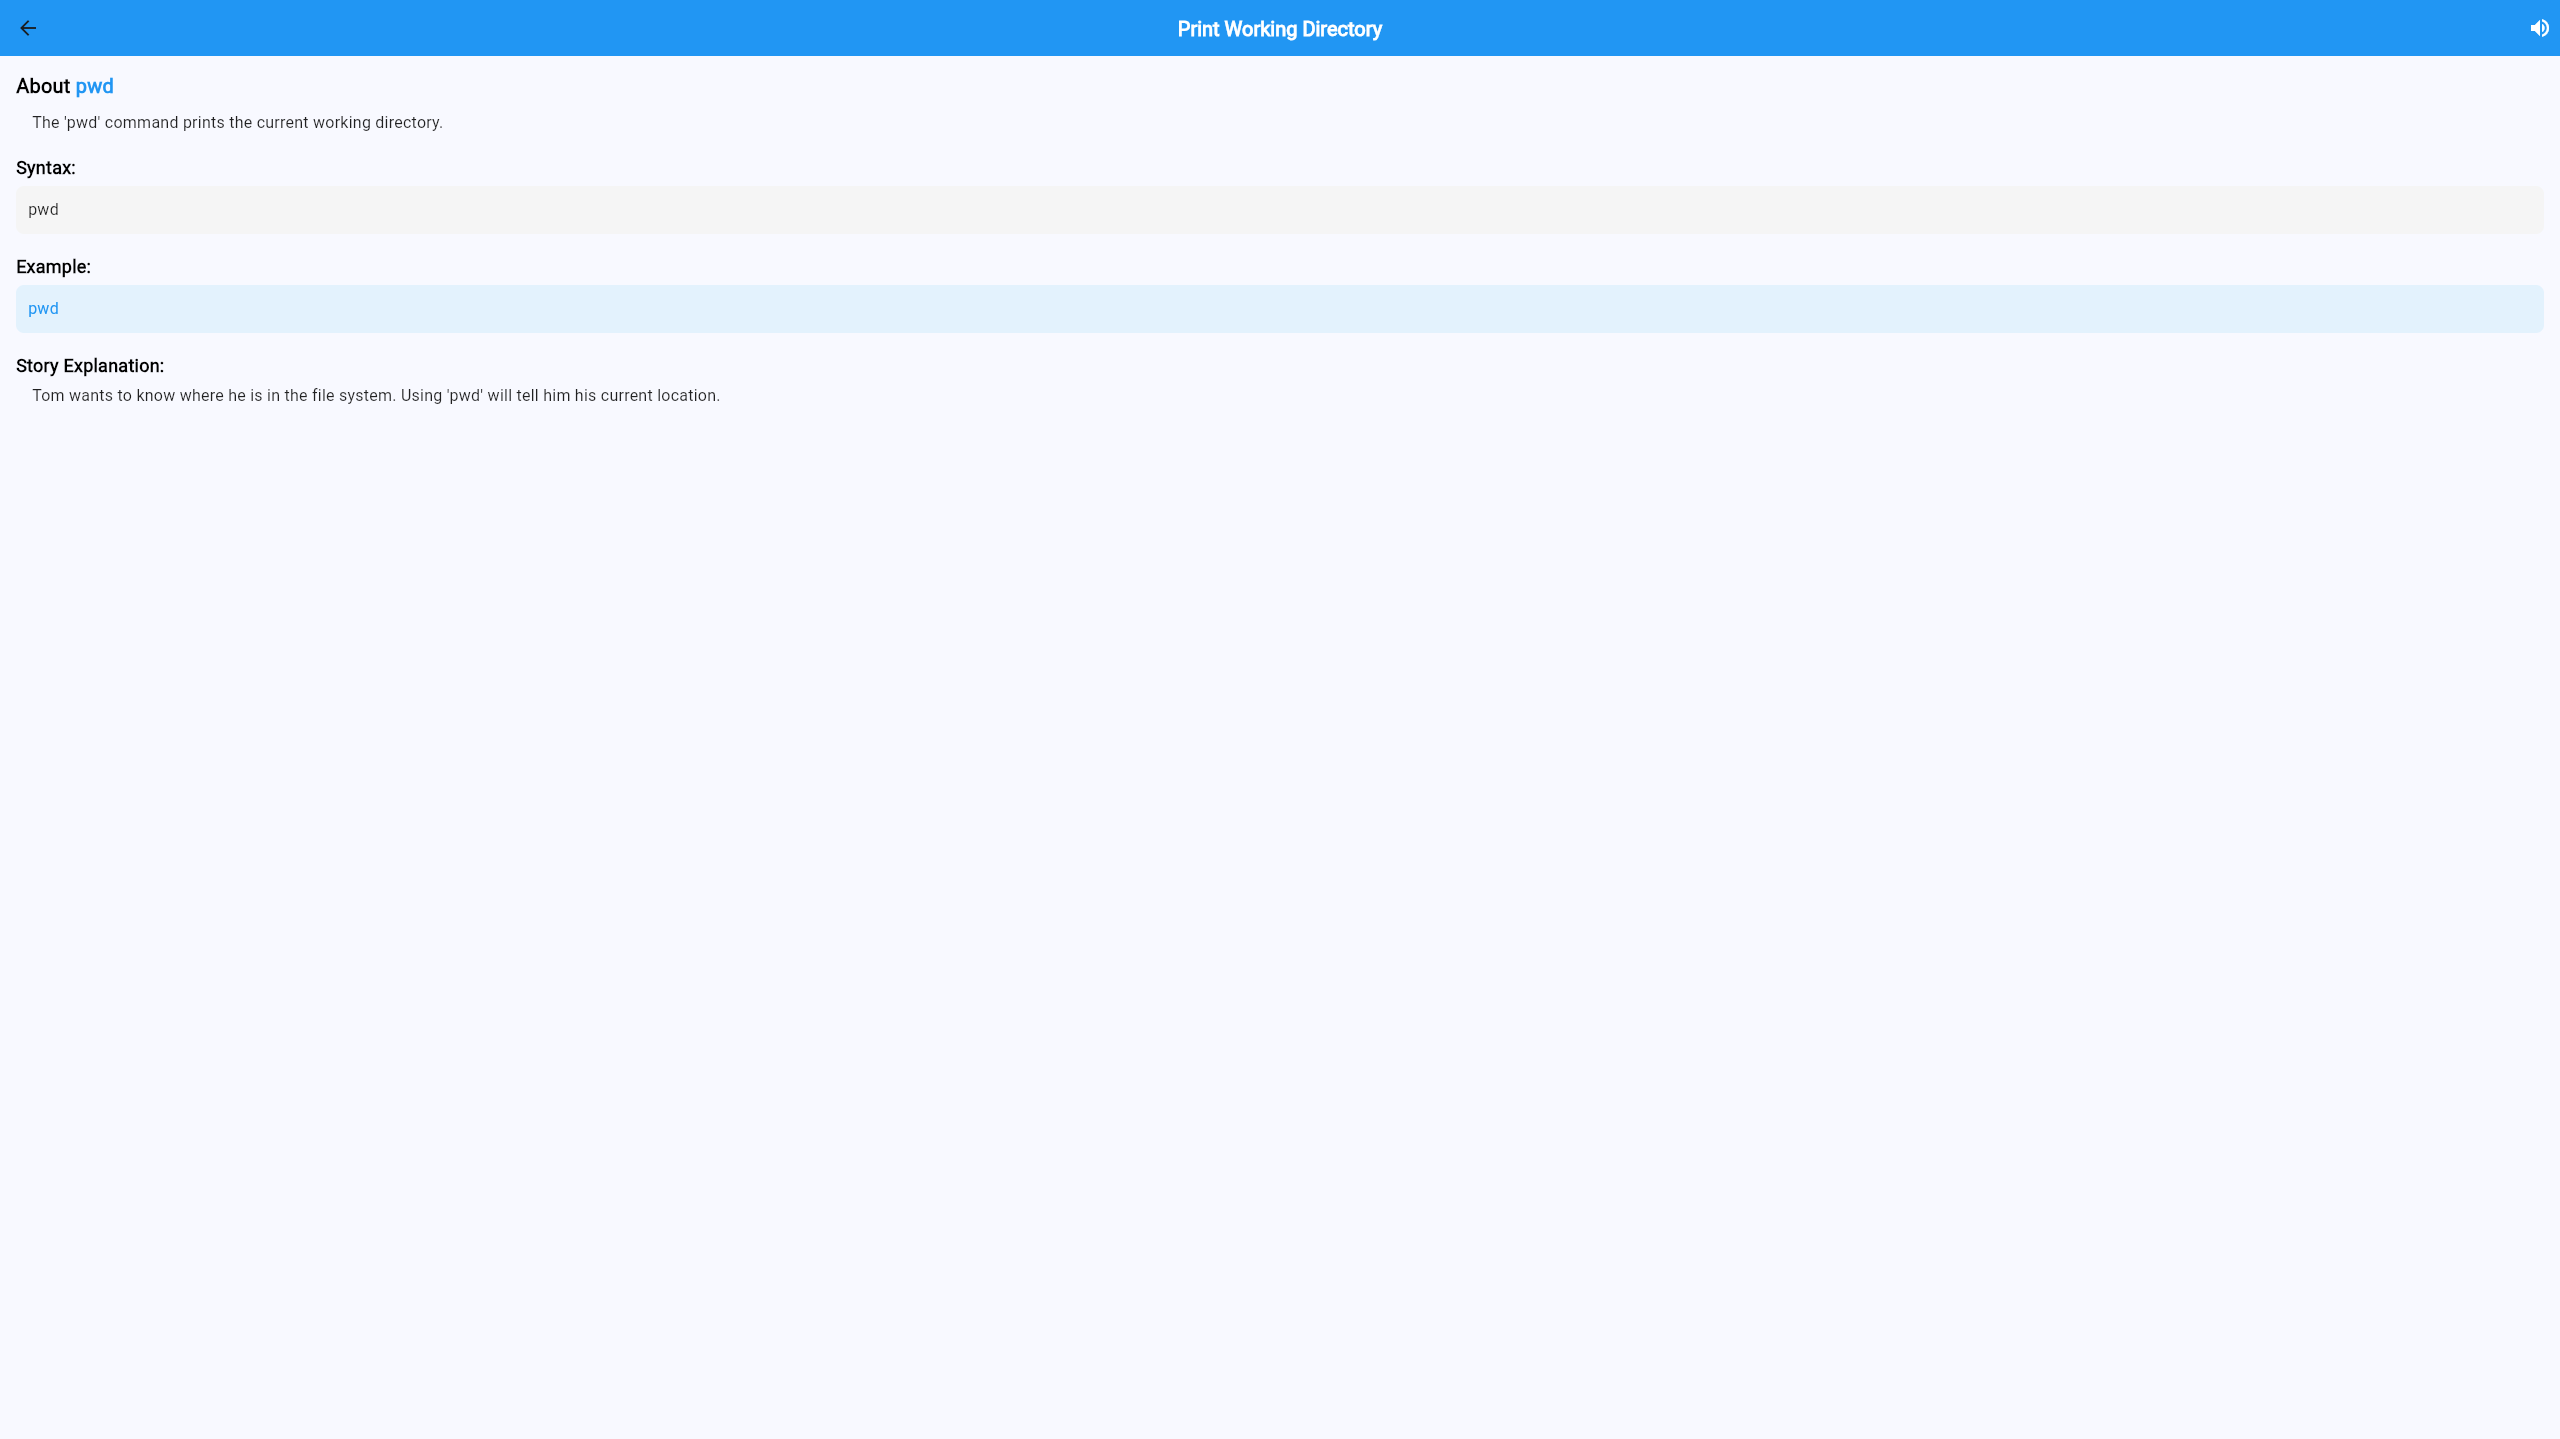 Print Working Directory
About pwd
The 'pwd' command prints the current working directory.
Syntax:
pwd
Example:
pwd
Story Explanation:
Tom wants to know where he is in the file system. Using 'pwd' will tell him his current location.